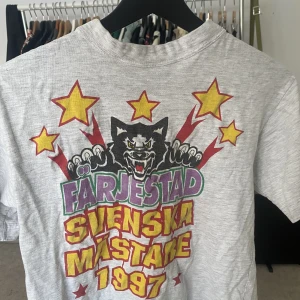 FÄRJESTAD
SVENSKA
MÄSTARE
1997